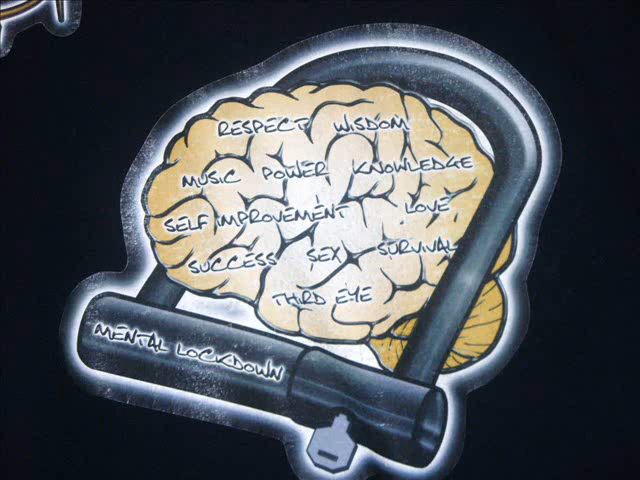 RESPECT WISDOM
MUSIC POWER KNOWLEDGE
SELF IMPROVEMENT LOVE
SUCCESS SEX SURVIVAL
THIRD EYE
MENTAL LOCKDOWN